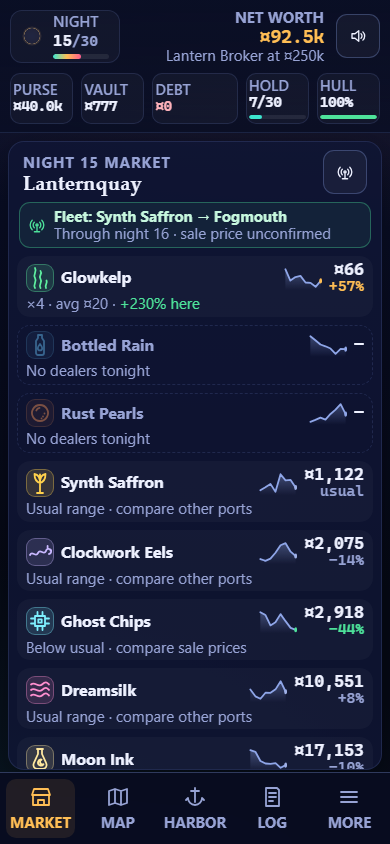 NIGHT
15/30
NET WORTH
¤92.5k
Lantern Broker at ¤250k
PURSE
¤40.0k
VAULT
¤777
DEBT
¤0
HOLD
7/30
HULL
100%
NIGHT 15 MARKET
Lanternquay
Fleet: Synth Saffron → Fogmouth
Through night 16 · sale price unconfirmed
Glowkelp
¤66
+57%
×4 · avg ¤20 · +230% here
Bottled Rain
–
No dealers tonight
Rust Pearls
–
No dealers tonight
Synth Saffron
¤1,122
usual
Usual range · compare other ports
Clockwork Eels
¤2,075
−14%
Usual range · compare other ports
Ghost Chips
¤2,918
−44%
Below usual · compare sale prices
Dreamsilk
¤10,551
+8%
Usual range · compare other ports
Moon Ink
¤17,153
−10%
MARKET
MAP
HARBOR
LOG
MORE